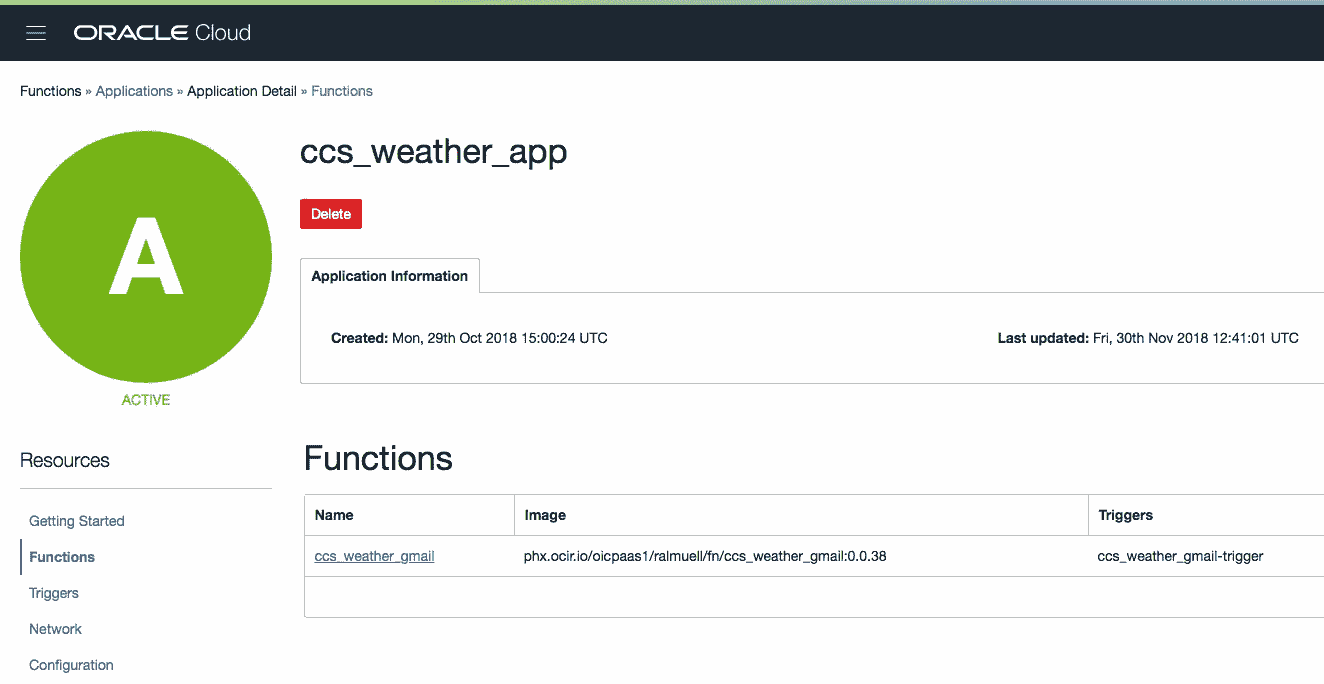 ORACLE Cloud
Functions » Applications » Application Detail » Functions
A
ACTIVE
ccs_weather_app
Delete
Application Information
Created: Mon, 29th Oct 2018 15:00:24 UTC
Last updated: Fri, 30th Nov 2018 12:41:01 UTC
Resources
Getting Started
Functions
Triggers
Network
Configuration
Functions
Name Image Triggers
ccs_weather_gmail phx.ocir.io/oicpaas1/ralmuell/fn/ccs_weather_gmail:0.0.38 ccs_weather_gmail-trigger